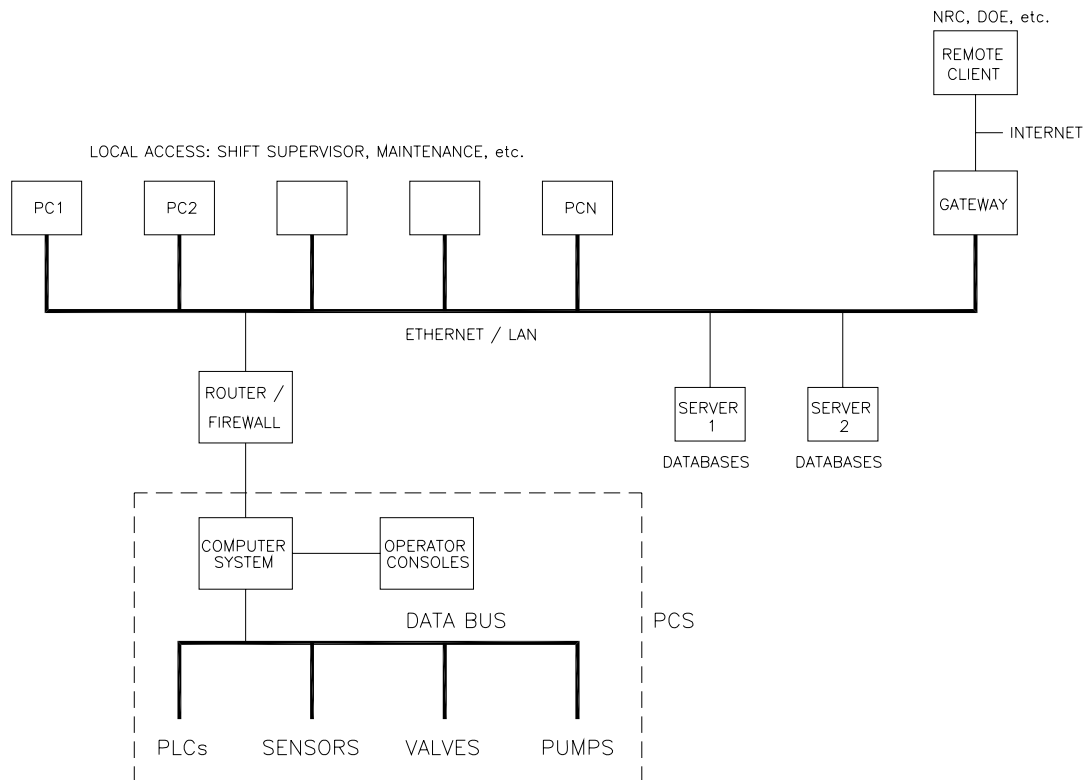 NRC, DOE, etc.
REMOTE
CLIENT
INTERNET
LOCAL ACCESS: SHIFT SUPERVISOR, MAINTENANCE, etc.
PC1
PC2
PCN
GATEWAY
ETHERNET / LAN
ROUTER /
FIREWALL
SERVER
1
SERVER
2
DATABASES
DATABASES
COMPUTER
SYSTEM
OPERATOR
CONSOLES
DATA BUS
PCS
PLCs
SENSORS
VALVES
PUMPS